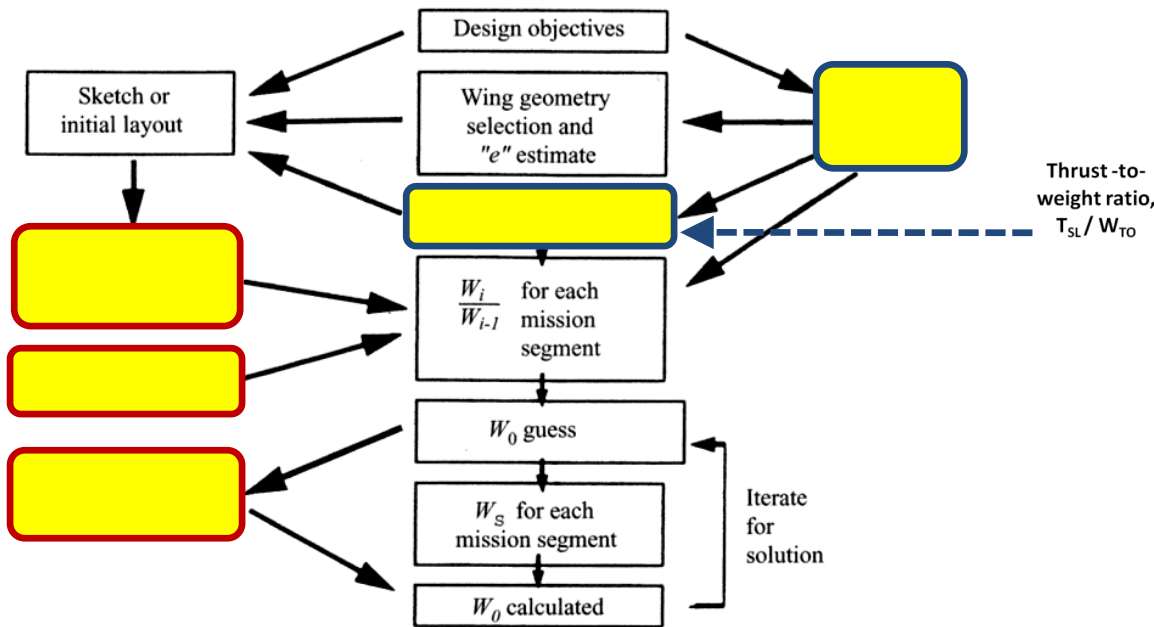 Design objectives
Sketch or
initial layout
Wing geometry
selection and
"e" estimate
Thrust -to-
weight ratio,
T_SL / W_TO
W_i / W_i-1 for each
mission
segment
W_0 guess
W_S for each
mission segment
Iterate
for
solution
W_0 calculated